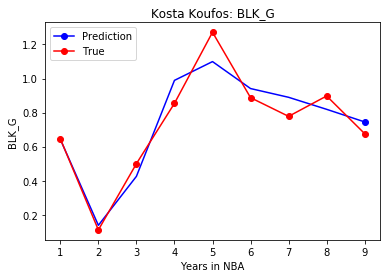 Kosta Koufos: BLK_G
Prediction
True
BLK_G
1.2
1.0
0.8
0.6
0.4
0.2
1 2 3 4 5 6 7 8 9
Years in NBA